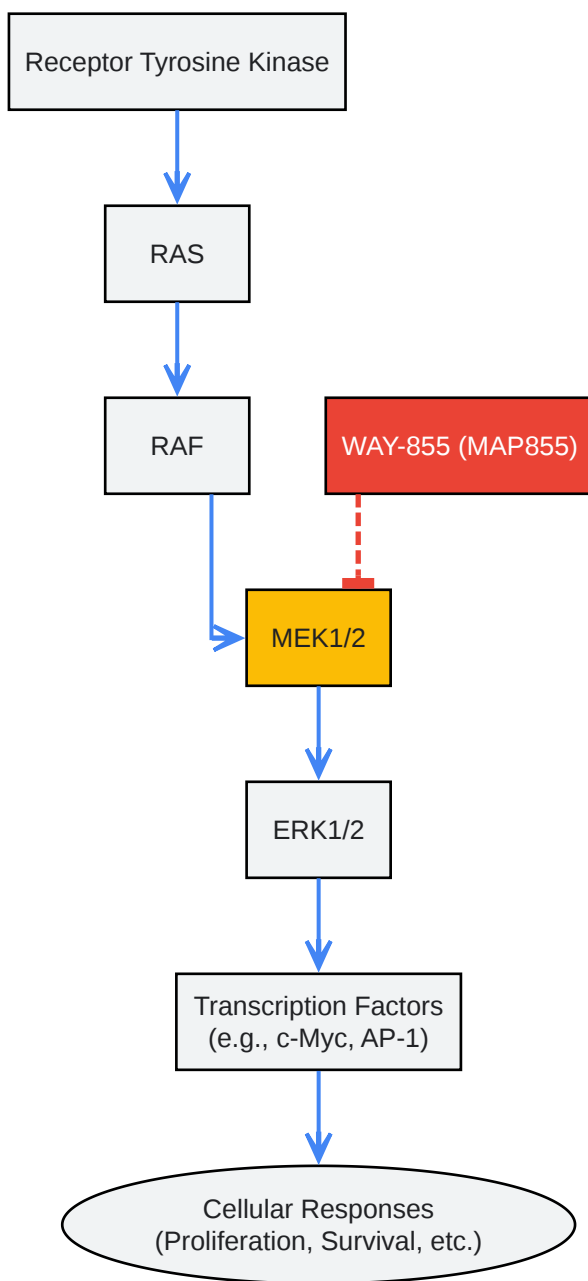 Receptor Tyrosine Kinase
RAS
RAF
WAY-855 (MAP855)
MEK1/2
ERK1/2
Transcription Factors
(e.g., c-Myc, AP-1)
Cellular Responses
(Proliferation, Survival, etc.)